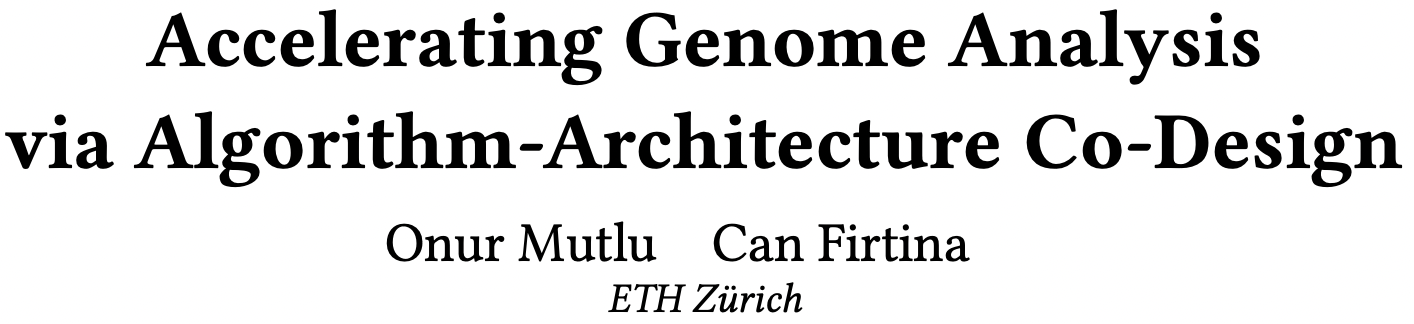 Accelerating Genome Analysis
via Algorithm-Architecture Co-Design
Onur Mutlu Can Firtina
ETH Zürich